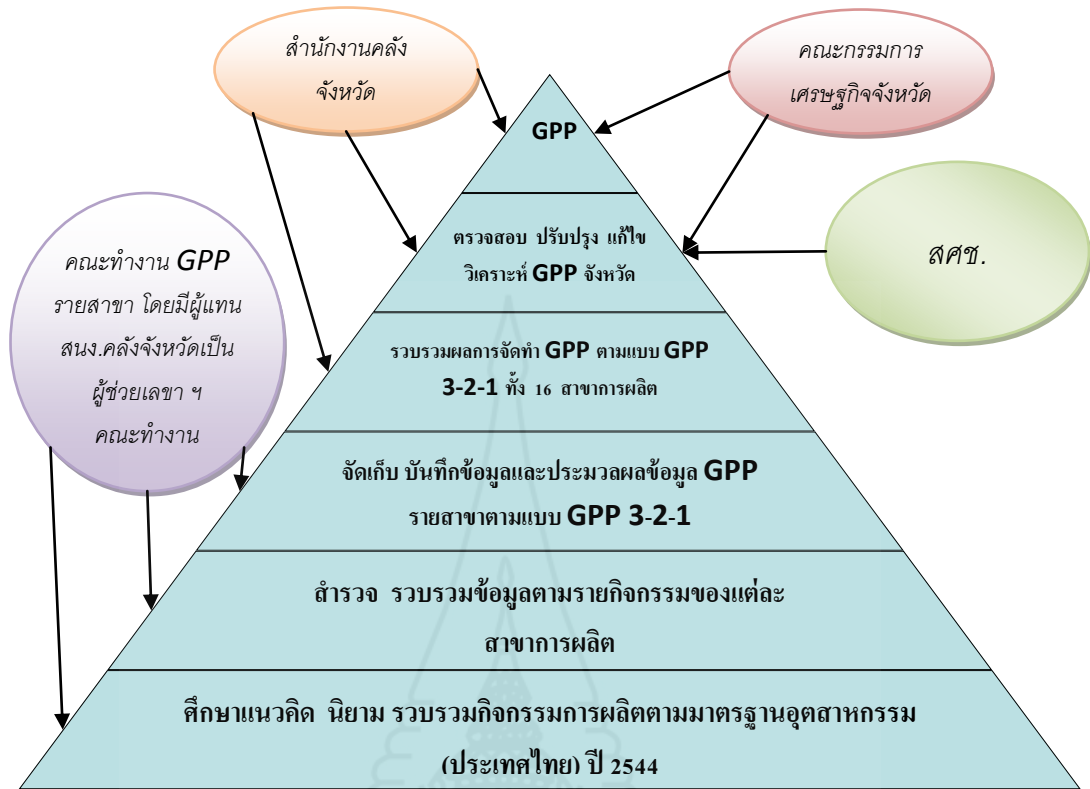 สำนักงานคลัง
จังหวัด
คณะกรรมการ
เศรษฐกิจจังหวัด
GPP
สศช.
คณะทำงาน GPP
รายสาขา โดยมีผู้แทน
สนง.คลังจังหวัดเป็น
ผู้ช่วยเลขา ฯ
คณะทำงาน
ตรวจสอบ ปรับปรุง แก้ไข
วิเคราะห์ GPP จังหวัด
รวบรวมผลการจัดทำ GPP ตามแบบ GPP
3-2-1 ทั้ง 16 สาขาการผลิต
จัดเก็บ บันทึกข้อมูลและประมวลผลข้อมูล GPP
รายสาขาตามแบบ GPP 3-2-1
สำรวจ รวบรวมข้อมูลตามรายกิจกรรมของแต่ละ
สาขาการผลิต
ศึกษาแนวคิด นิยาม รวบรวมกิจกรรมการผลิตตามมาตรฐานอุตสาหกรรม
(ประเทศไทย) ปี 2544